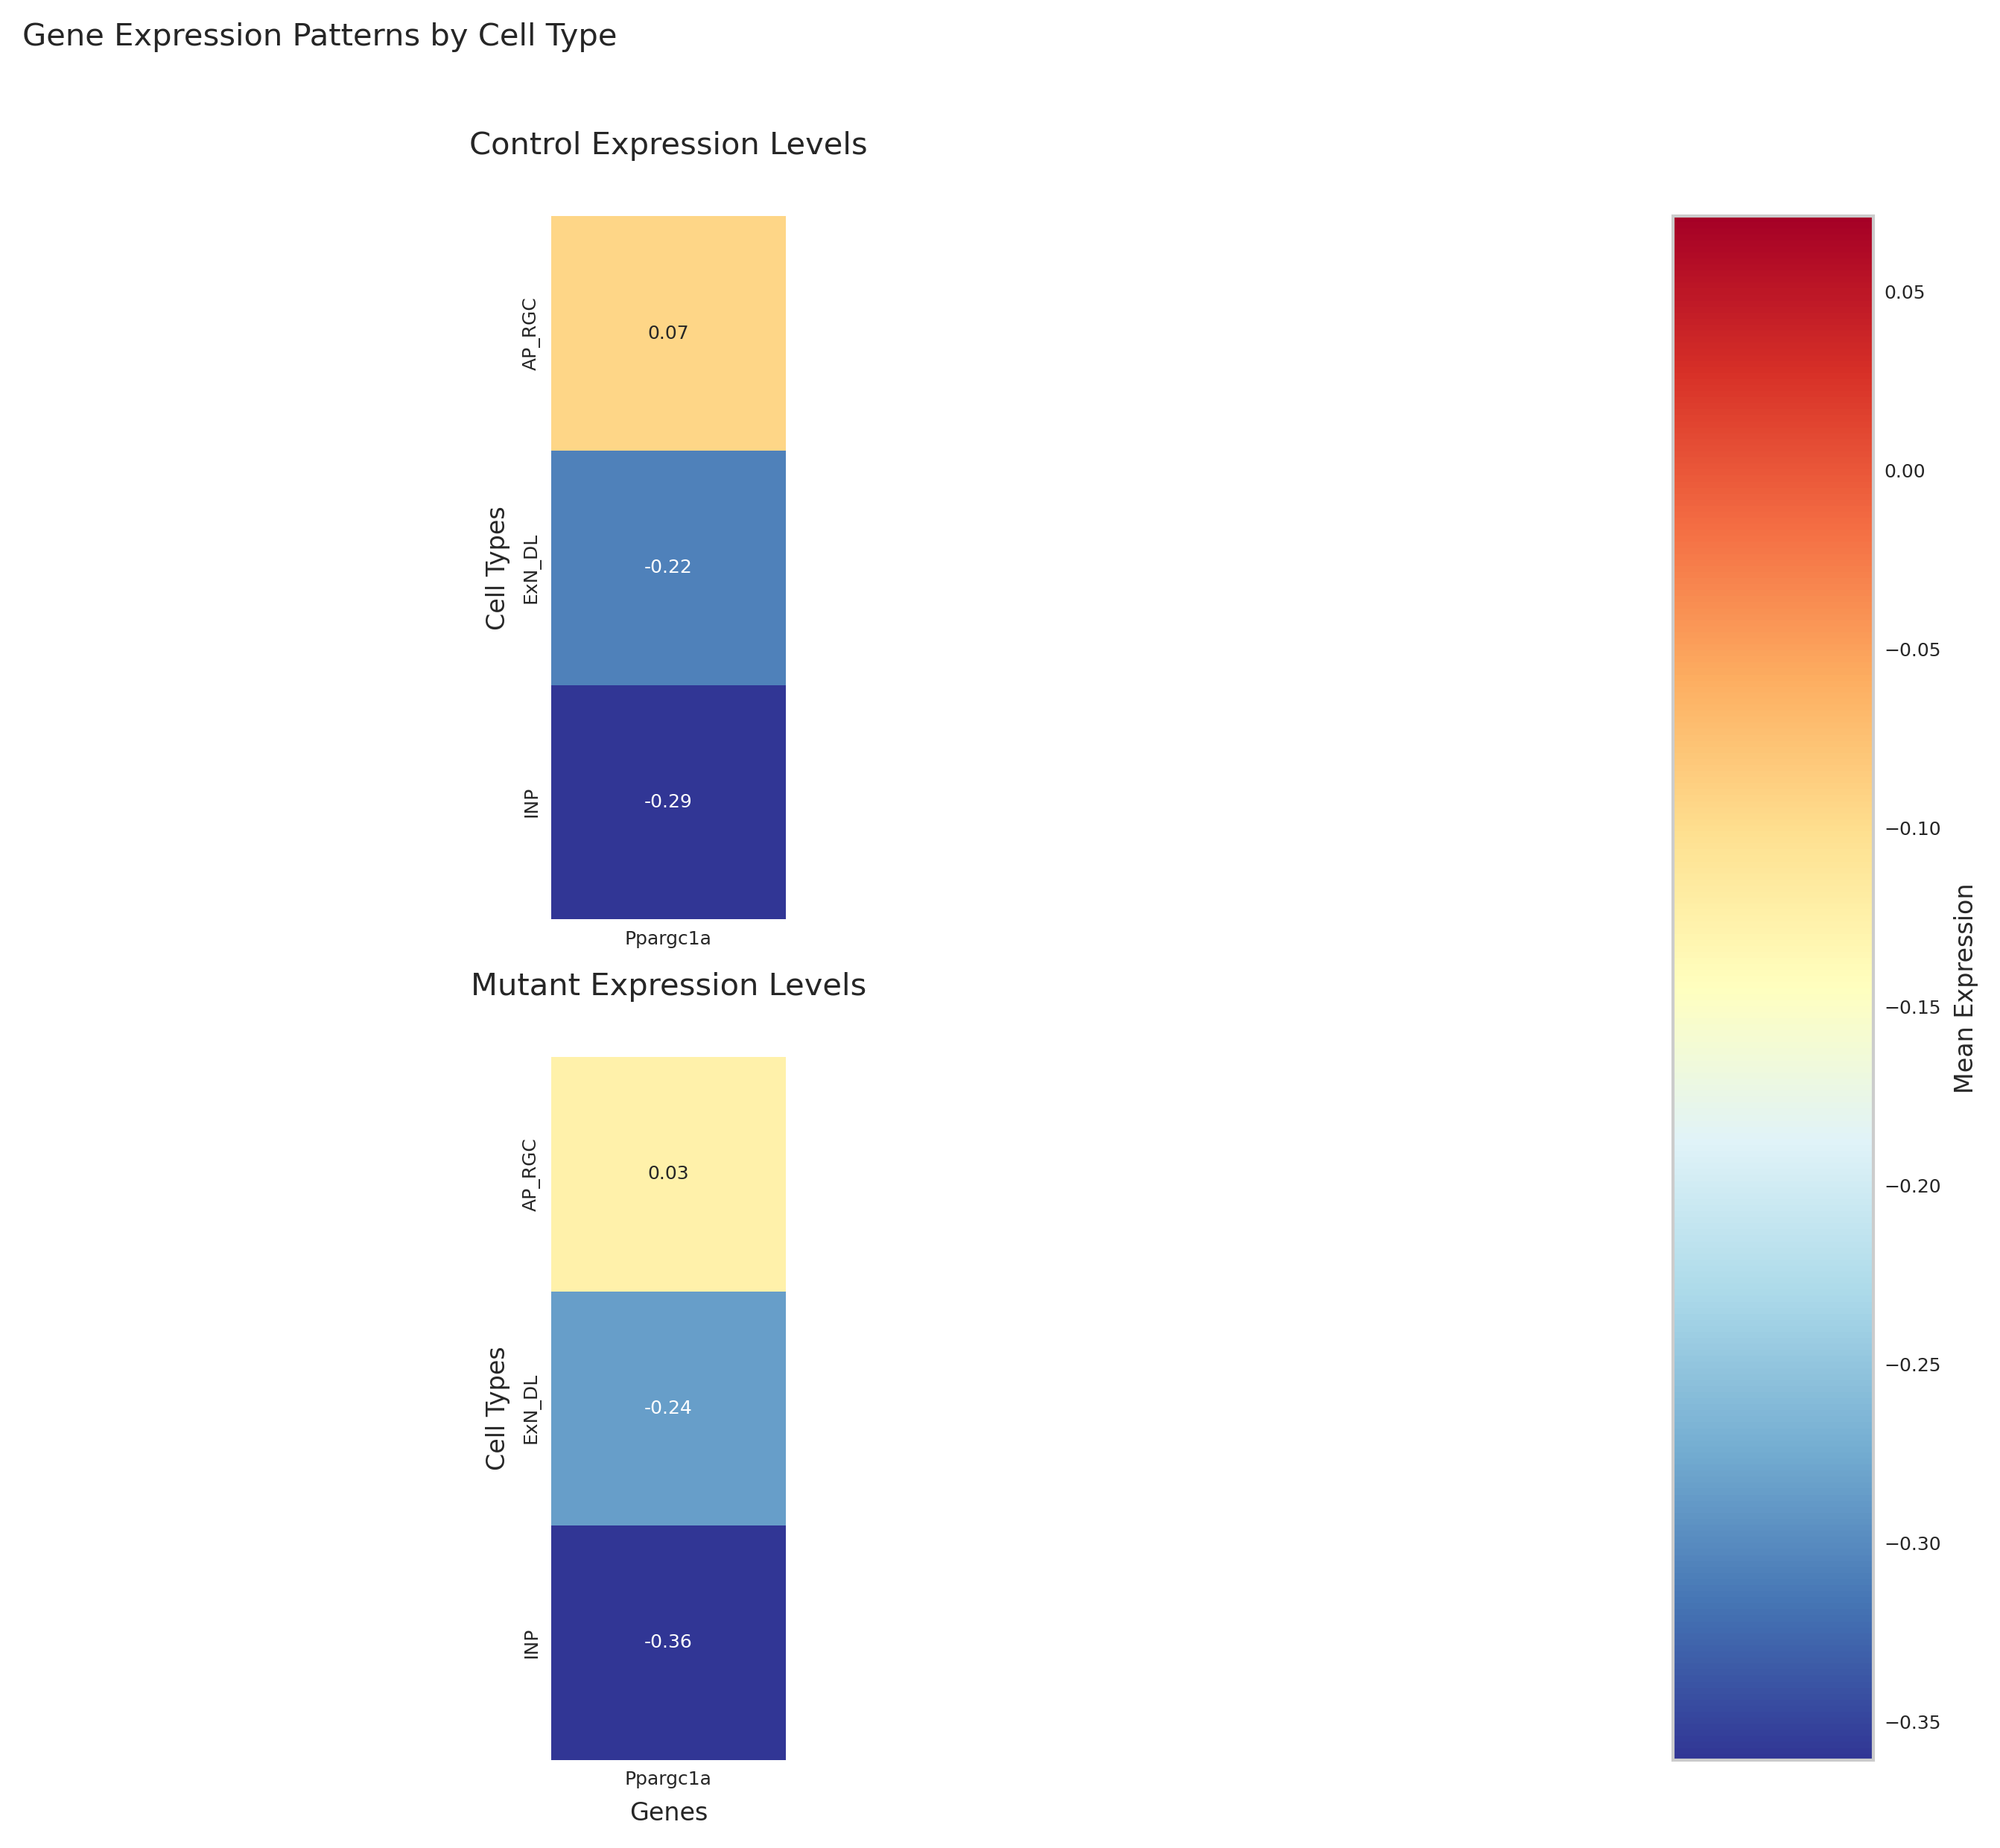 Gene Expression Patterns by Cell Type
Control Expression Levels
Cell Types
AP_RGC
ExN_DL
INP
0.07
-0.22
-0.29
Ppargc1a
Mutant Expression Levels
Cell Types
AP_RGC
ExN_DL
INP
0.03
-0.24
-0.36
Ppargc1a
Genes
0.05
0.00
−0.05
−0.10
−0.15
−0.20
−0.25
−0.30
−0.35
Mean Expression